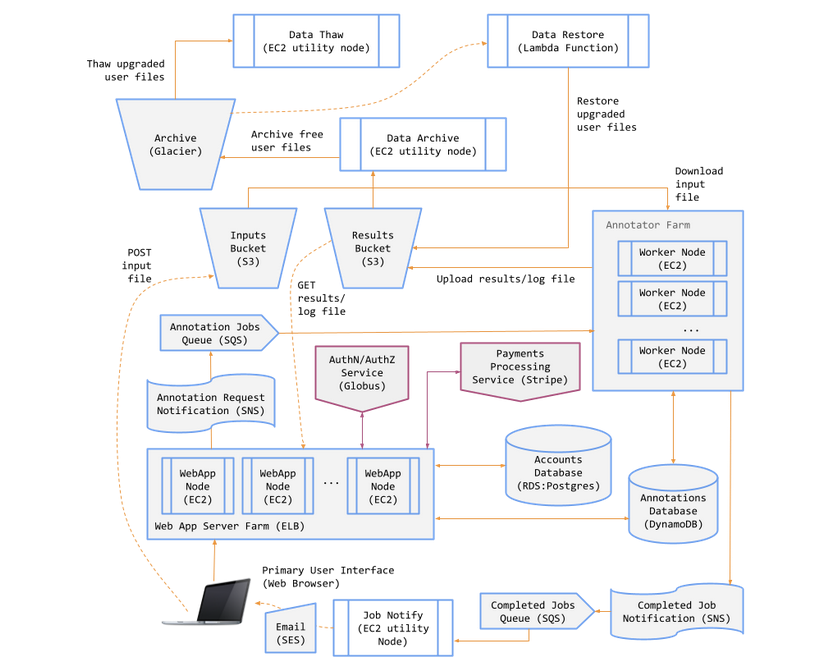 Data Thaw
(EC2 utility node)
Data Restore
(Lambda Function)
Thaw upgraded
user files
Restore
upgraded
user files
Archive
(Glacier)
Archive free
user files
Data Archive
(EC2 utility node)
Download
input
file
Inputs
Bucket
(S3)
Results
Bucket
(S3)
Annotator Farm
Worker Node
(EC2)
Worker Node
(EC2)
...
Worker Node
(EC2)
POST
input
file
GET
results/
log file
Upload results/log file
Annotation Jobs
Queue (SQS)
AuthN/AuthZ
Service
(Globus)
Payments
Processing
Service (Stripe)
Annotation Request
Notification (SNS)
WebApp
Node
(EC2)
WebApp
Node
(EC2)
...
WebApp
Node
(EC2)
Web App Server Farm (ELB)
Accounts
Database
(RDS:Postgres)
Annotations
Database
(DynamoDB)
Primary User Interface
(Web Browser)
Email
(SES)
Job Notify
(EC2 utility
Node)
Completed Jobs
Queue (SQS)
Completed Job
Notification (SNS)